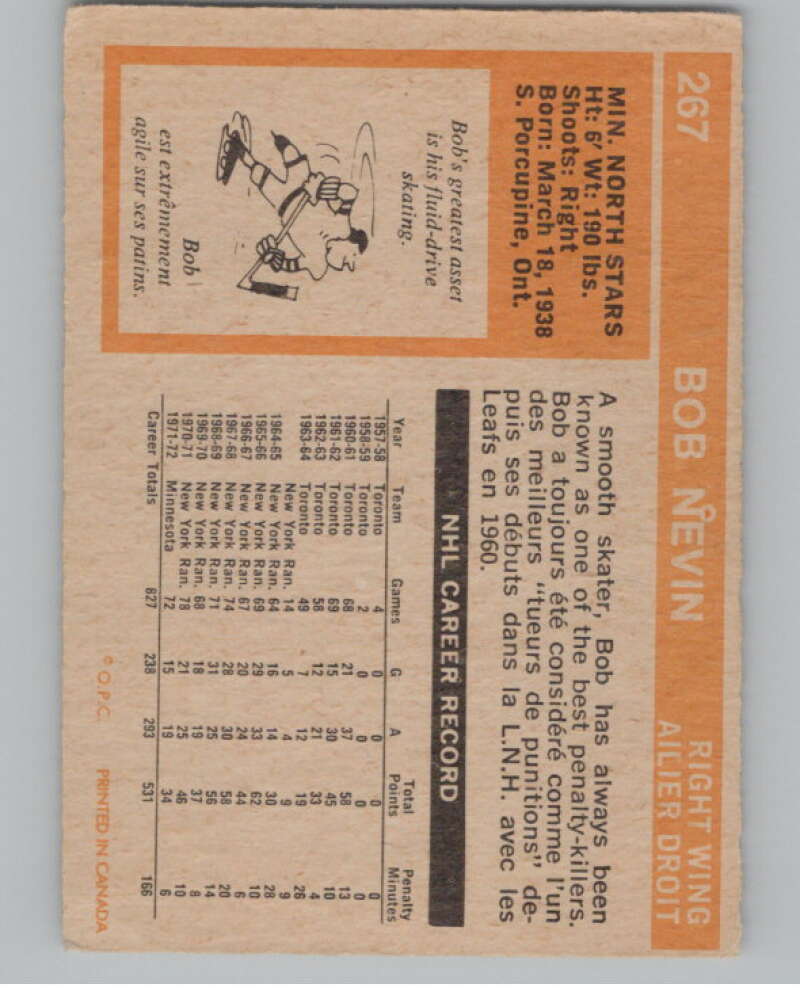 267 BOB NEVIN RIGHT WING
AILIER DROIT
MIN. NORTH STARS
Ht: 6' Wt: 190 lbs.
Shoots: Right
Born: March 18, 1938
S. Porcupine, Ont.
Bob's greatest asset
is his fluid-drive
skating.
Bob
est extrêmement
agile sur ses patins.
A smooth skater, Bob has always been
known as one of the best penalty-killers.
Bob a toujours été considéré comme l'un
des meilleurs "tueurs de punitions" de-
puis ses débuts dans la L.N.H. avec les
Leafs en 1960.
NHL CAREER RECORD
Year Team Games G A Total Points Penalty Minutes
1957-58 Toronto 4 0 0 0 0
1958-59 Toronto 2 0 0 0 0
1960-61 Toronto 68 21 37 58 13
1961-62 Toronto 69 15 30 45 10
1962-63 Toronto 58 12 21 33 4
1963-64 Toronto 49 7 12 19 26
New York Ran. 14 5 4 9 9
1964-65 New York Ran. 64 16 14 30 28
1965-66 New York Ran. 69 29 33 62 10
1966-67 New York Ran. 67 20 24 44 6
1967-68 New York Ran. 74 28 30 58 20
1968-69 New York Ran. 71 31 25 56 14
1969-70 New York Ran. 68 18 19 37 8
1970-71 New York Ran. 78 21 25 46 10
1971-72 Minnesota 72 15 19 34 6
Career Totals 827 238 293 531 166
© O.P.C. PRINTED IN CANADA